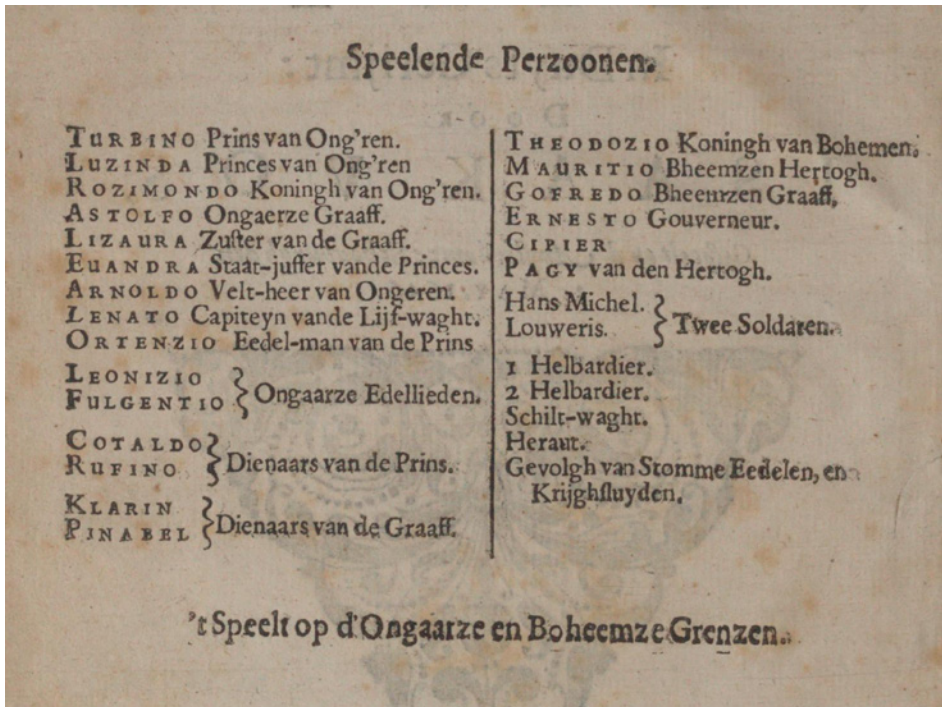 Speelende Perzoonen.
TURBINO Prins van Ong'ren.
LUZINDA Princes van Ong'ren
ROZIMONDO Koningh van Ong'ren.
ASTOLFO Ongaerze Graaff.
LIZAURA Zuster van de Graaff.
EUANDRA Staat-juffer vande Princes.
ARNOLDO Velt-heer van Ongeren.
LENATO Capiteyn vande Lijf-waght.
ORTENZIO Eedel-man van de Prins
LEONIZIO
FULGENTIO } Ongaarze Edellieden.
COTALDO
RUFINO } Dienaars van de Prins.
KLARIN
PINABEL } Dienaars van de Graaff.
THEODOZIO Koningh van Bohemen.
MAURITIO Bheemzen Hertogh.
GOFREDO Bheemzen Graaff,
ERNESTO Gouverneur.
CIPIER
PAGY van den Hertogh.
Hans Michel.
Louweris. } Twee Soldaten.
1 Helbardier.
2 Helbardier.
Schilt-waght.
Heraut.
Gevolgh van Stomme Eedelen, en
Krijghsluyden.
't Speelt op d'Ongaarze en Boheemze Grenzen.